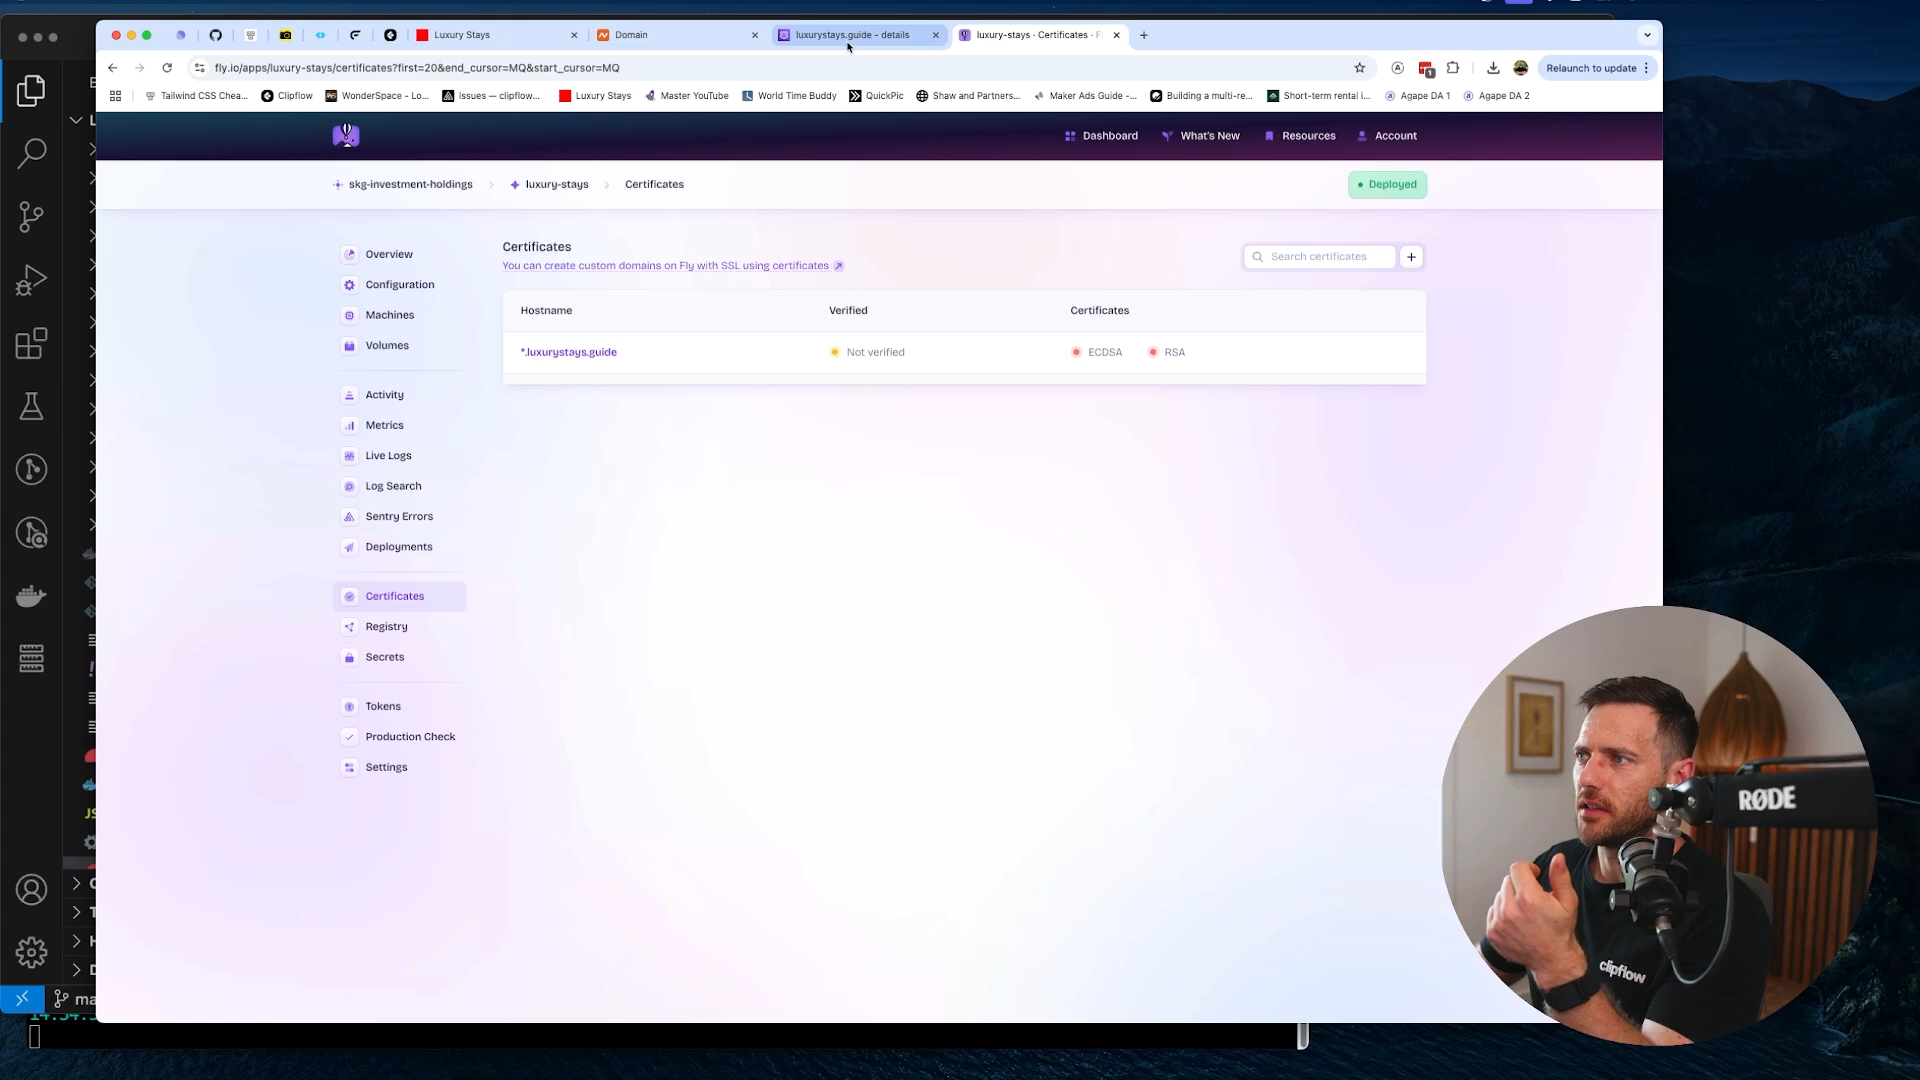 Luxury Stays
Domain
luxurystays.guide - details
luxury-stays · Certificates · F
fly.io/apps/luxury-stays/certificates?first=20&end_cursor=MQ&start_cursor=MQ
1
Relaunch to update
Tailwind CSS Chea...
Clipflow
WonderSpace - Lo...
Issues — clipflow...
Luxury Stays
Master YouTube
World Time Buddy
QuickPic
Shaw and Partners...
Maker Ads Guide -...
Building a multi-re...
Short-term rental i...
Agape DA 1
Agape DA 2
Dashboard
What's New
Resources
Account
skg-investment-holdings
luxury-stays
Certificates
Deployed
Overview
Configuration
Machines
Volumes
Activity
Metrics
Live Logs
Log Search
Sentry Errors
Deployments
Certificates
Registry
Secrets
Tokens
Production Check
Settings
Certificates
You can create custom domains on Fly with SSL using certificates
Search certificates
Hostname
Verified
Certificates
*.luxurystays.guide
Not verified
ECDSA
RSA
ma
RØDE
clipflow